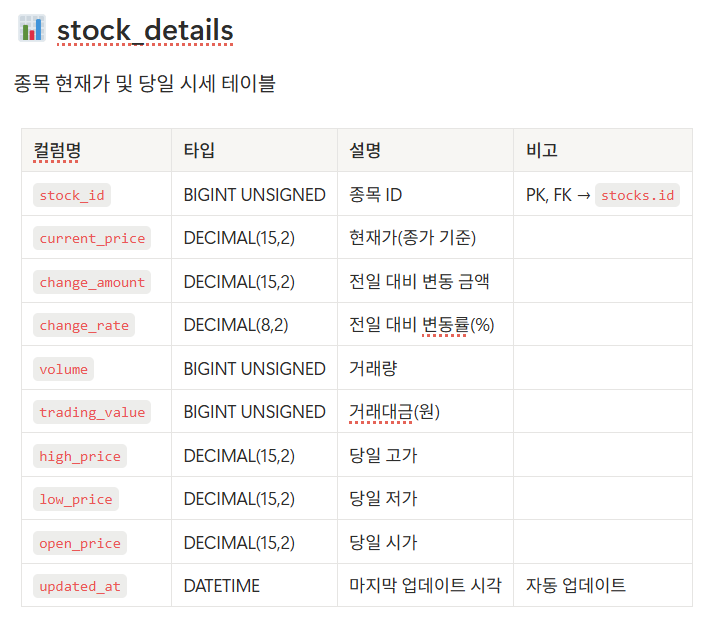 stock_details
종목 현재가 및 당일 시세 테이블
컬럼명 타입 설명 비고
stock_id BIGINT UNSIGNED 종목 ID PK, FK → stocks.id
current_price DECIMAL(15,2) 현재가(종가 기준)
change_amount DECIMAL(15,2) 전일 대비 변동 금액
change_rate DECIMAL(8,2) 전일 대비 변동률(%)
volume BIGINT UNSIGNED 거래량
trading_value BIGINT UNSIGNED 거래대금(원)
high_price DECIMAL(15,2) 당일 고가
low_price DECIMAL(15,2) 당일 저가
open_price DECIMAL(15,2) 당일 시가
updated_at DATETIME 마지막 업데이트 시각 자동 업데이트